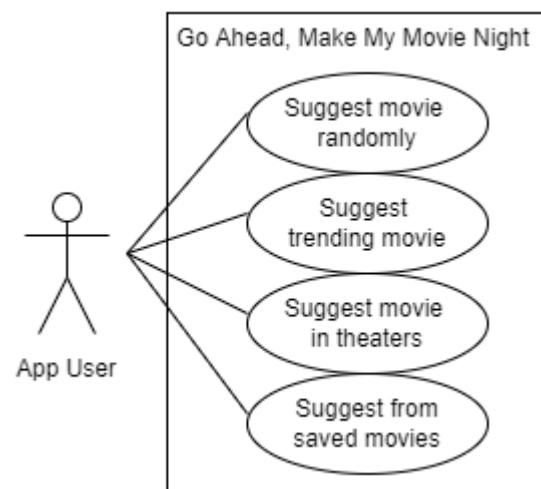 Go Ahead, Make My Movie Night
Suggest movie
randomly
Suggest
trending movie
Suggest movie
in theaters
Suggest from
saved movies
App User